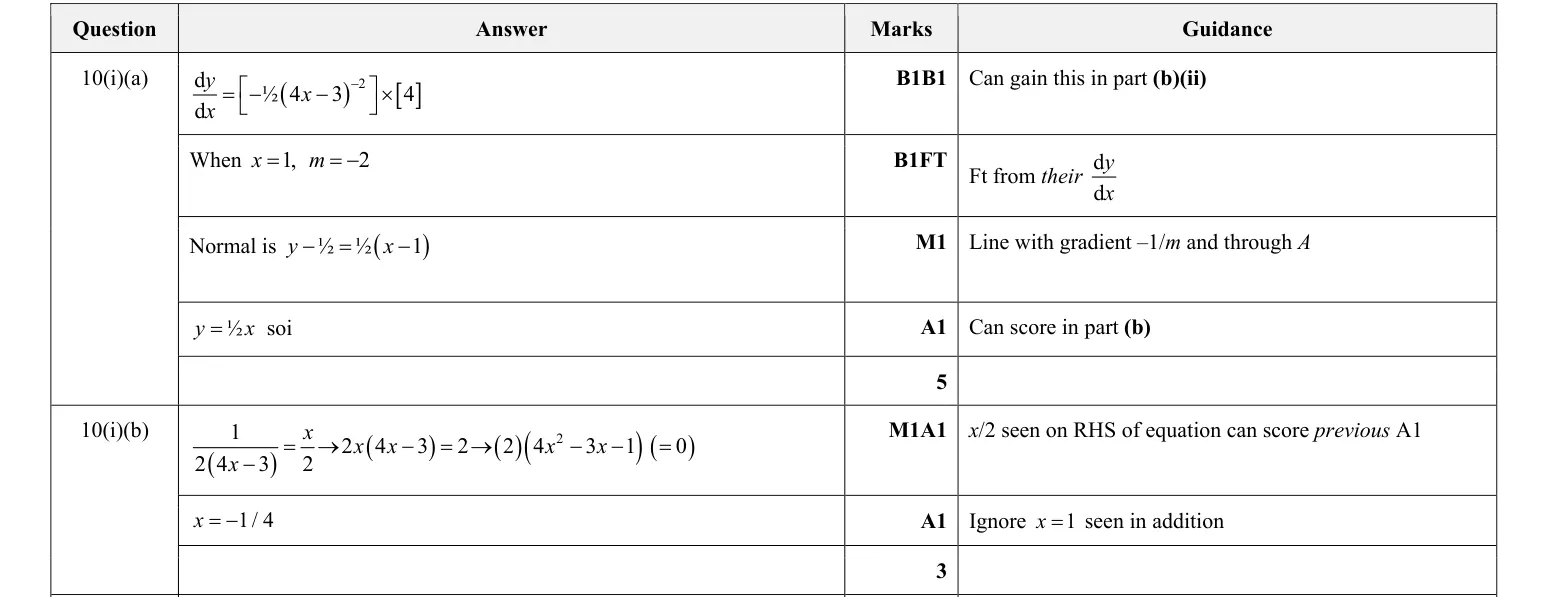 Question Answer Marks Guidance
10(i)(a) dy/dx = [−½(4x − 3)⁻²] × [4] B1B1 Can gain this in part (b)(ii)
When x = 1, m = −2 B1FT Ft from their dy/dx
Normal is y − ½ = ½(x − 1) M1 Line with gradient –1/m and through A
y = ½x soi A1 Can score in part (b)
5
10(i)(b) 1/2(4x − 3) = x/2 → 2x(4x − 3) = 2 → (2)(4x² − 3x − 1) (= 0) M1A1 x/2 seen on RHS of equation can score previous A1
x = −1 / 4 A1 Ignore x = 1 seen in addition
3